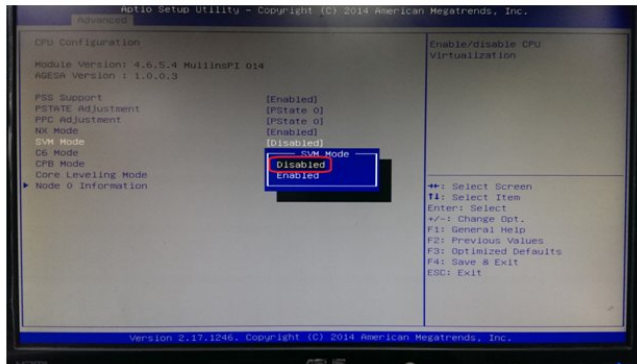 Aptio Setup Utility - Copyright (C) 2014 American Megatrends, Inc.
Advanced
CPU Configuration
Enable/disable CPU
Virtualization
Module Version: 4.6.5.4 MullinsPI 014
AGESA Version : 1.0.0.3
PSS Support [Enabled]
PSTATE Adjustment [PState 0]
PPC Adjustment [PState 0]
NX Mode [Enabled]
SVM Mode [Disabled]
C6 Mode
CPB Mode
Core Leveling Mode
Node 0 Information
SVM Mode
Disabled
Enabled
: Select Screen
: Select Item
Enter: Select
+/-: Change Opt.
F1: General Help
F2: Previous Values
F3: Optimized Defaults
F4: Save & Exit
ESC: Exit
Version 2.17.1246. Copyright (C) 2014 American Megatrends, Inc.